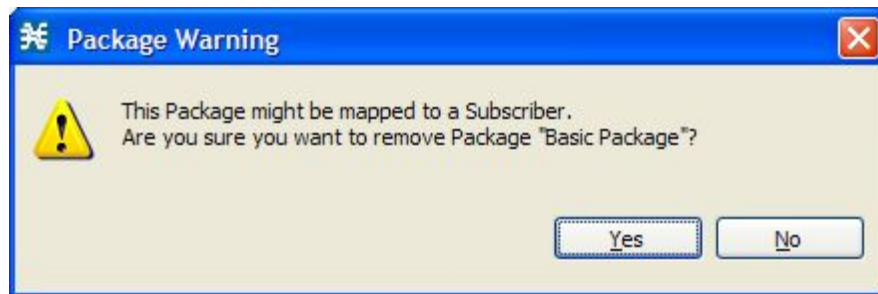 Package Warning
This Package might be mapped to a Subscriber.
Are you sure you want to remove Package "Basic Package"?
Yes
No